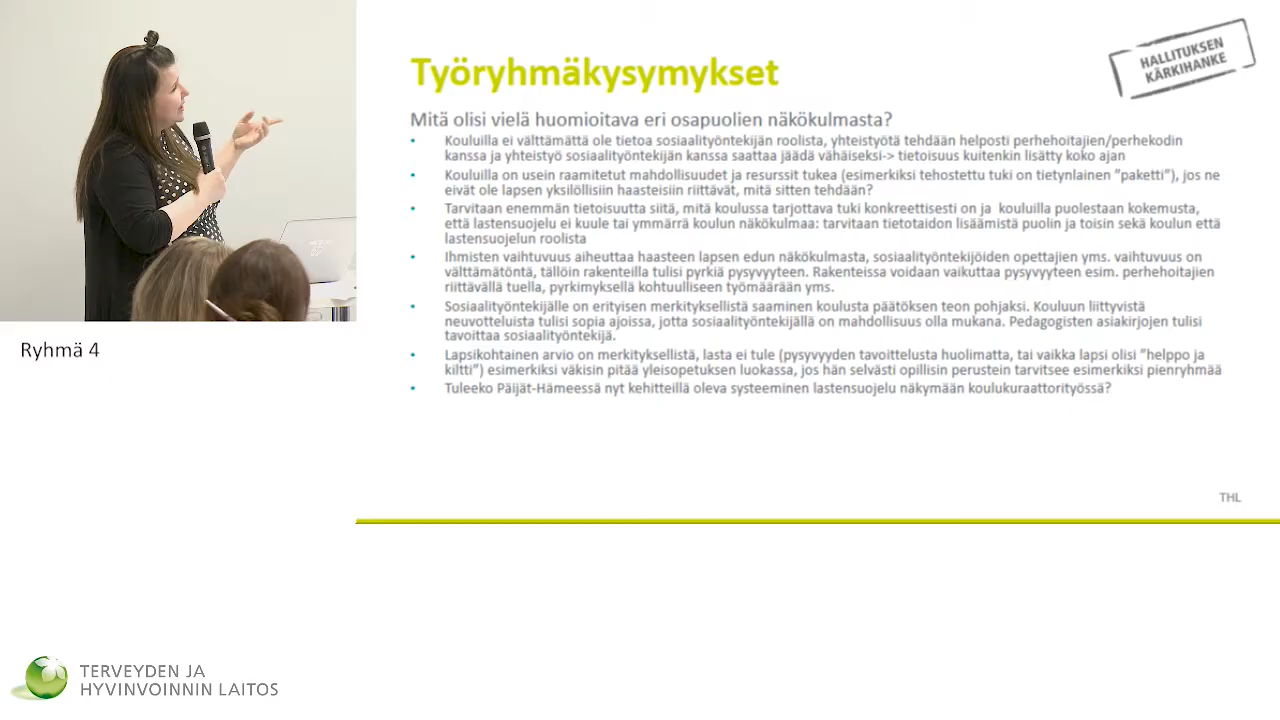 Työryhmäkysymykset
HALLITUKSEN
KÄRKIHANKE
Mitä olisi vielä huomioitava eri osapuolien näkökulmasta?
• Kouluilla ei välttämättä ole tietoa sosiaalityöntekijän roolista, yhteistyötä tehdään helposti perhehoitajien/perhekodin
kanssa ja yhteistyö sosiaalityöntekijän kanssa saattaa jäädä vähäiseksi-> tietoisuus kuitenkin lisätty koko ajan
• Kouluilla on usein raamitetut mahdollisuudet ja resurssit tukea (esimerkiksi tehostettu tuki on tietynlainen ”paketti”), jos ne
eivät ole lapsen yksilöllisiin haasteisiin riittävät, mitä sitten tehdään?
• Tarvitaan enemmän tietoisuutta siitä, mitä koulussa tarjottava tuki konkreettisesti on ja kouluilla puolestaan kokemusta,
että lastensuojelu ei kuule tai ymmärrä koulun näkökulmaa: tarvitaan tietotaidon lisäämistä puolin ja toisin sekä koulun että
lastensuojelun roolista
• Ihmisten vaihtuvuus aiheuttaa haasteen lapsen edun näkökulmasta, sosiaalityöntekijöiden opettajien yms. vaihtuvuus on
välttämätöntä, tällöin rakenteilla tulisi pyrkiä pysyvyyteen. Rakenteissa voidaan vaikuttaa pysyvyyteen esim. perhehoitajien
riittävällä tuella, pyrkimyksellä kohtuulliseen työmäärään yms.
• Sosiaalityöntekijälle on erityisen merkityksellistä saaminen koulusta päätöksen teon pohjaksi. Kouluun liittyvistä
neuvotteluista tulisi sopia ajoissa, jotta sosiaalityöntekijällä on mahdollisuus olla mukana. Pedagogisten asiakirjojen tulisi
tavoittaa sosiaalityöntekijä.
• Lapsikohtainen arvio on merkityksellistä, lasta ei tule (pysyvyyden tavoittelusta huolimatta, tai vaikka lapsi olisi ”helppo ja
kiltti”) esimerkiksi väkisin pitää yleisopetuksen luokassa, jos hän selvästi opillisin perustein tarvitsee esimerkiksi pienryhmää
• Tuleeko Päijät-Hämeessä nyt kehitteillä oleva systeeminen lastensuojelu näkymään koulukuraattorityössä?
THL
Ryhmä 4
TERVEYDEN JA
HYVINVOINNIN LAITOS